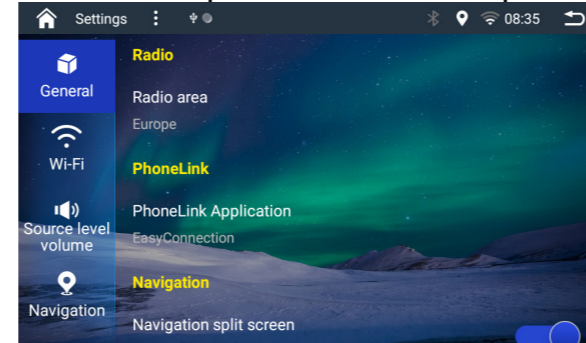 Settings
08:35
General
Wi-Fi
Source level
volume
Navigation
Radio
Radio area
Europe
PhoneLink
PhoneLink Application
EasyConnection
Navigation
Navigation split screen